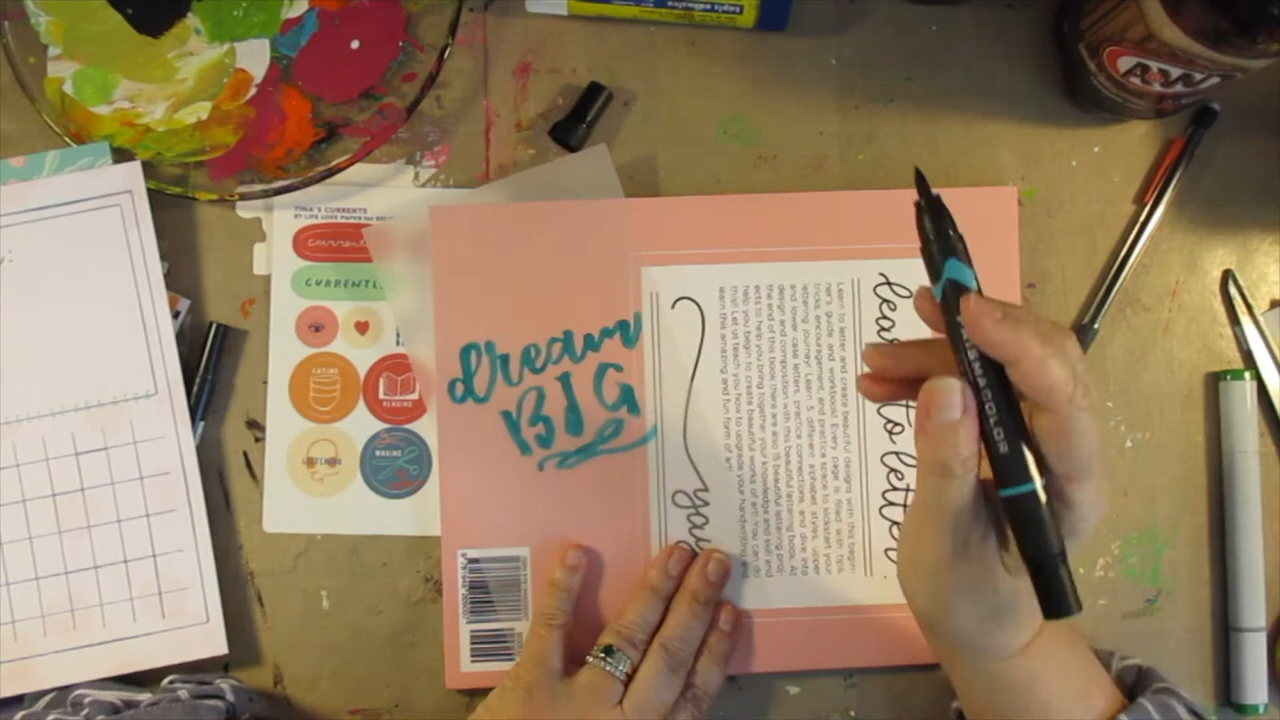 TINA'S CURRENTS
current
CURRENTL
EATING
READING
LISTENING
MAKING
dream
BIG
learn to letter
Learn to letter and create beautiful designs with this begin-
ner's guide and workbook! Every page is filled with tips,
tricks, encouragement, and practice space to kickstart your
lettering journey! Learn 5 different alphabet styles, upper
and lower case letters, practice connections, and dive into
design and composition with this beautiful lettering book. At
the end of this book there are also 15 beautiful lettering proj-
ects to help you bring together your knowledge and skill and
help you begin to create beautiful works of art! You can do
this! Let us teach you how to upgrade your handwriting and
learn this amazing and fun form of art!
yay
PRISMACOLOR
A&W